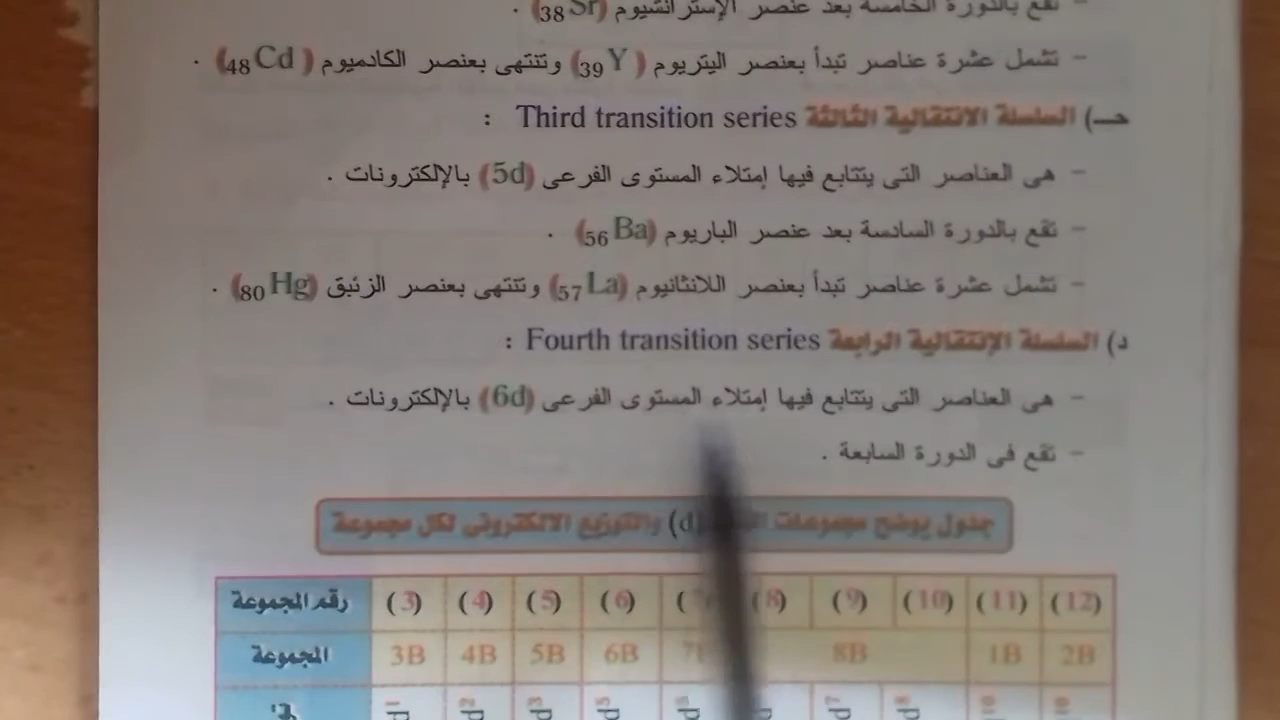 - تقع بالدورة الخامسة بعد عنصر الإسترانشيوم (38Sr) .
- تشمل عشرة عناصر تبدأ بعنصر اليتريوم (39Y) وتنتهى بعنصر الكادميوم (48Cd) .
حـ) السلسلة الانتقالية الثالثة Third transition series :
- هى العناصر التى يتتابع فيها إمتلاء المستوى الفرعى (5d) بالإلكترونات .
- تقع بالدورة السادسة بعد عنصر الباريوم (56Ba) .
- تشمل عشرة عناصر تبدأ بعنصر اللانثانيوم (57La) وتنتهى بعنصر الزئبق (80Hg) .
د) السلسلة الإنتقالية الرابعة Fourth transition series :
- هى العناصر التى يتتابع فيها إمتلاء المستوى الفرعى (6d) بالإلكترونات .
- تقع فى الدورة السابعة .
جدول يوضح مجموعات (d) والتوزيع الالكترونى لكل مجموعة
رقم المجموعة (3) (4) (5) (6) (8) (9) (10) (11) (12)
المجموعة 3B 4B 5B 6B 8B 1B 2B